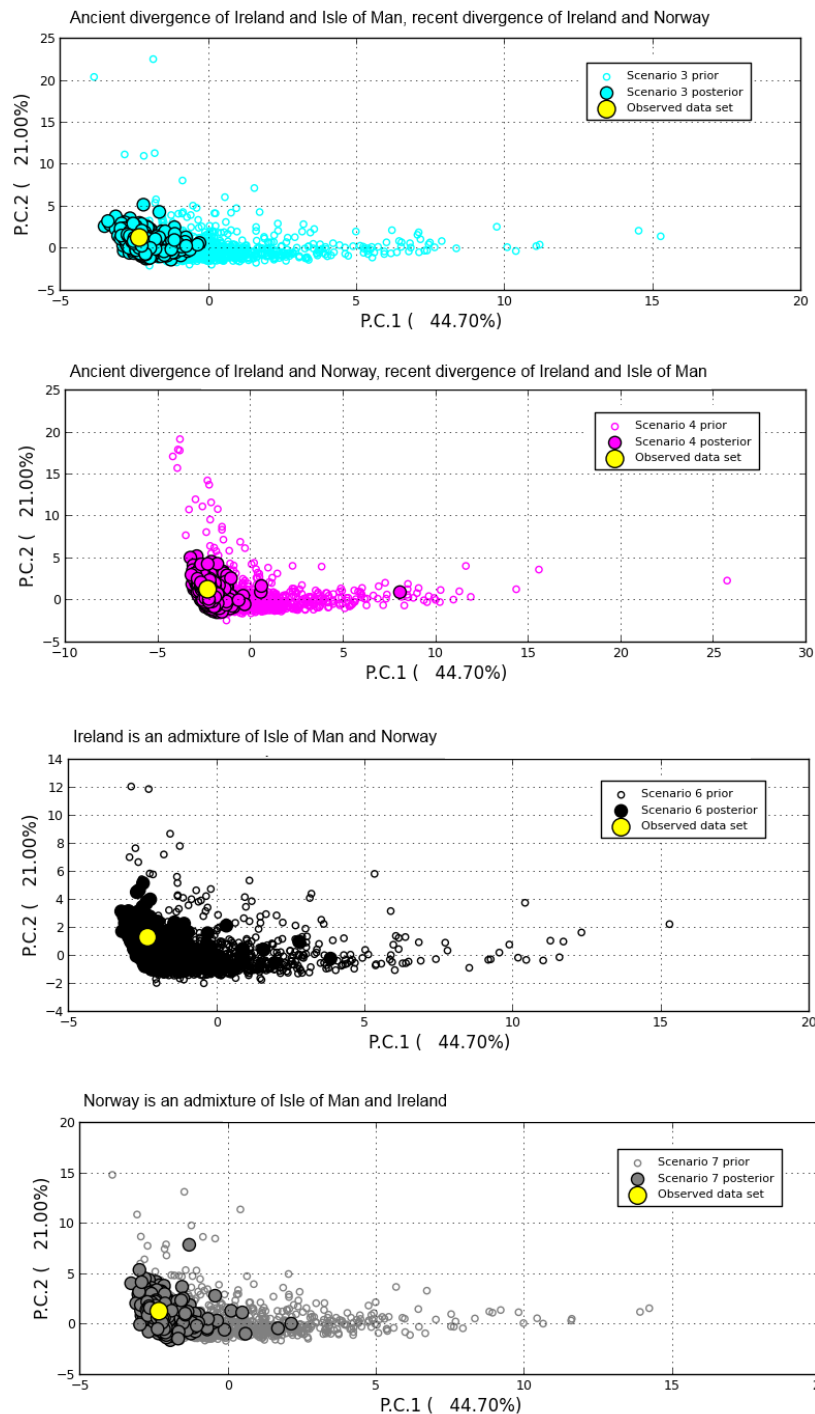 Ancient divergence of Ireland and Isle of Man, recent divergence of Ireland and Norway
25
20
15
10
5
0
−5
P.C.2 ( 21.00%)
Scenario 3 prior
Scenario 3 posterior
Observed data set
−5 0 5 10 15 20
P.C.1 ( 44.70%)
Ancient divergence of Ireland and Norway, recent divergence of Ireland and Isle of Man
25
20
15
10
5
0
−5
P.C.2 ( 21.00%)
Scenario 4 prior
Scenario 4 posterior
Observed data set
−10 −5 0 5 10 15 20 25 30
P.C.1 ( 44.70%)
Ireland is an admixture of Isle of Man and Norway
14
12
10
8
6
4
2
0
−2
−4
P.C.2 ( 21.00%)
Scenario 6 prior
Scenario 6 posterior
Observed data set
−5 0 5 10 15 20
P.C.1 ( 44.70%)
Norway is an admixture of Isle of Man and Ireland
20
15
10
5
0
−5
P.C.2 ( 21.00%)
Scenario 7 prior
Scenario 7 posterior
Observed data set
−5 0 5 10 15
P.C.1 ( 44.70%)